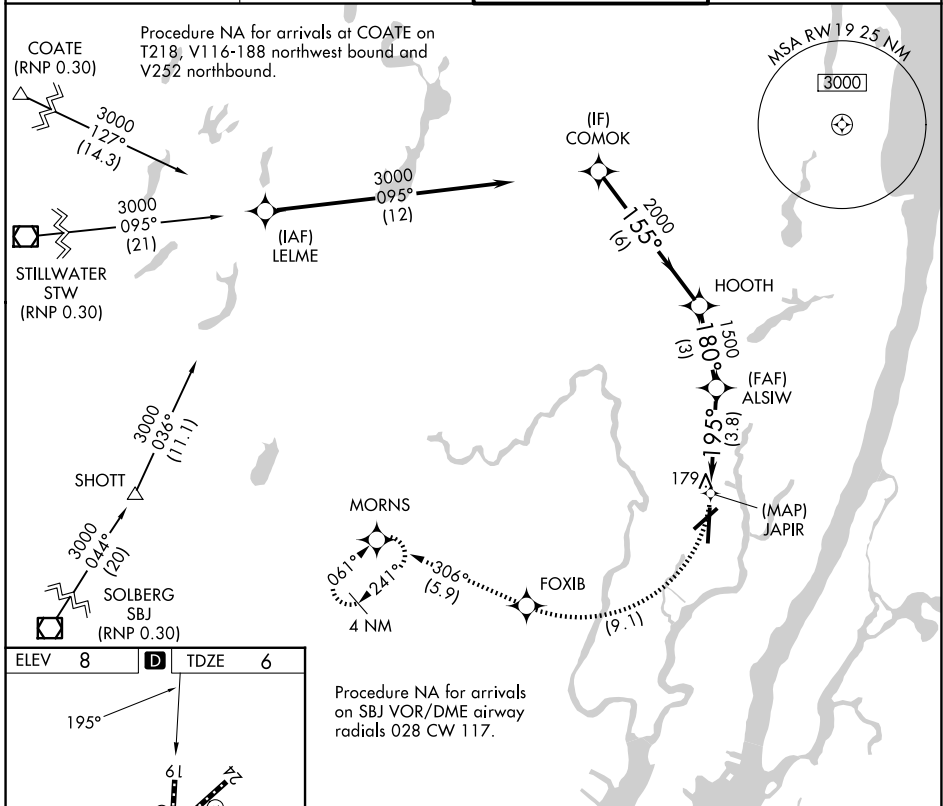 Procedure NA for arrivals at COATE on
T218, V116-188 northwest bound and
V252 northbound.
COATE
(RNP 0.30)
3000
127°
(14.3)
MSA RW19 25 NM
3000
(IF)
COMOK
3000
095°
(12)
3000
095°
(21)
(IAF)
LELME
STILLWATER
STW
(RNP 0.30)
2000
155°
(6)
HOOTH
1500
180°
(3)
(FAF)
ALSIW
195°
(3.8)
3000
036°
(11.1)
SHOTT
179
(MAP)
JAPIR
MORNS
3000
044°
(20)
061°
241°
306°
(5.9)
FOXIB
4 NM
(9.1)
SOLBERG
SBJ
(RNP 0.30)
ELEV 8 D TDZE 6
Procedure NA for arrivals
on SBJ VOR/DME airway
radials 028 CW 117.
195°
19
24